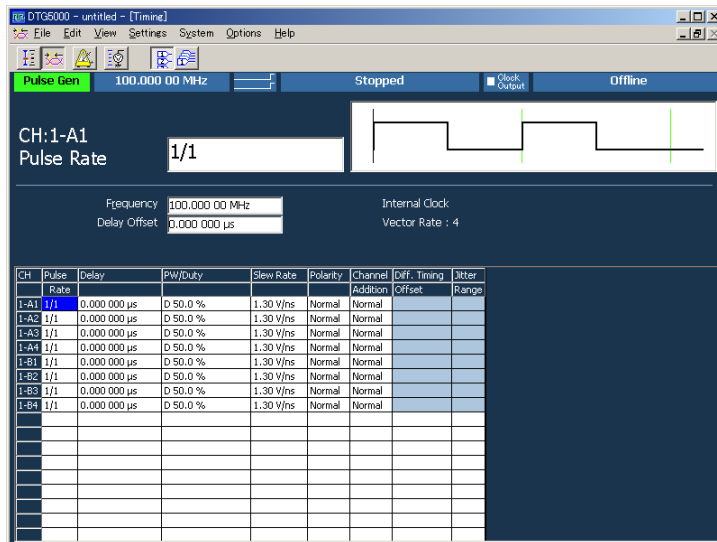 DTG5000 - untitled - [Timing]
File Edit View Settings System Options Help
Pulse Gen 100.000 00 MHz Stopped Clock Output Offline
CH:1-A1
Pulse Rate 1/1
Frequency 100.000 00 MHz Internal Clock
Delay Offset 0.000 000 µs Vector Rate : 4
CH Pulse Delay PW/Duty Slew Rate Polarity Channel Diff. Timing Jitter
Rate Addition Offset Range
1-A1 1/1 0.000 000 µs D 50.0 % 1.30 V/ns Normal Normal
1-A2 1/1 0.000 000 µs D 50.0 % 1.30 V/ns Normal Normal
1-A3 1/1 0.000 000 µs D 50.0 % 1.30 V/ns Normal Normal
1-A4 1/1 0.000 000 µs D 50.0 % 1.30 V/ns Normal Normal
1-B1 1/1 0.000 000 µs D 50.0 % 1.30 V/ns Normal Normal
1-B2 1/1 0.000 000 µs D 50.0 % 1.30 V/ns Normal Normal
1-B3 1/1 0.000 000 µs D 50.0 % 1.30 V/ns Normal Normal
1-B4 1/1 0.000 000 µs D 50.0 % 1.30 V/ns Normal Normal